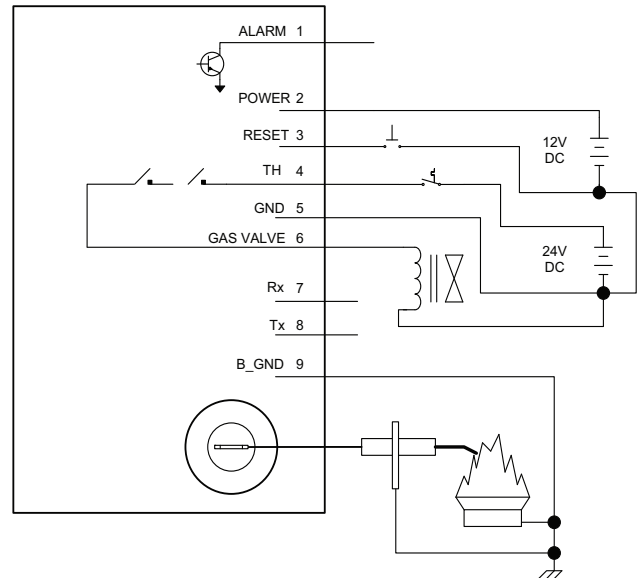 ALARM 1
POWER 2
RESET 3
12V
DC
TH 4
GND 5
GAS VALVE 6
24V
DC
Rx 7
Tx 8
B_GND 9